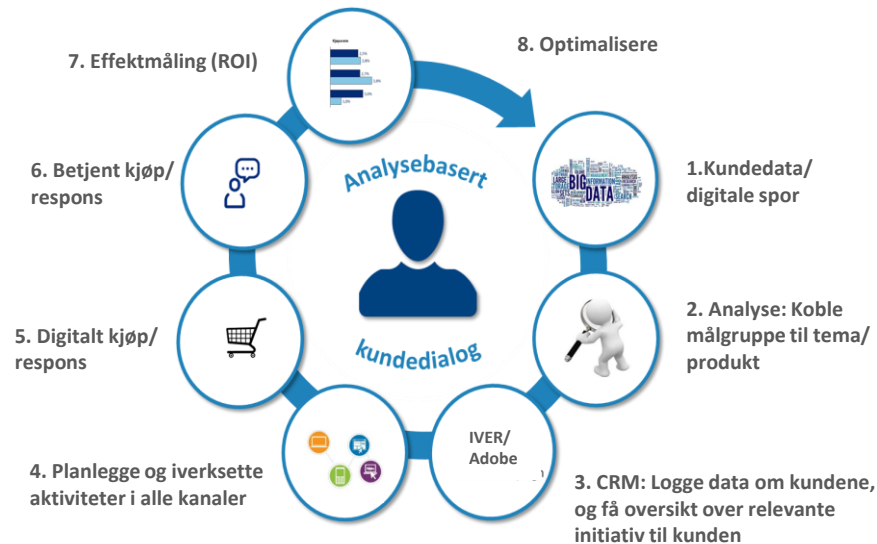 7. Effektmåling (ROI)
8. Optimalisere
6. Betjent kjøp/
respons
Analysebasert
BIG
DATA
INFORMATION
1.Kundedata/
digitale spor
5. Digitalt kjøp/
respons
kundedialog
2. Analyse: Koble
målgruppe til tema/
produkt
IVER/
Adobe
4. Planlegge og iverksette
aktiviteter i alle kanaler
3. CRM: Logge data om kundene,
og få oversikt over relevante
initiativ til kunden